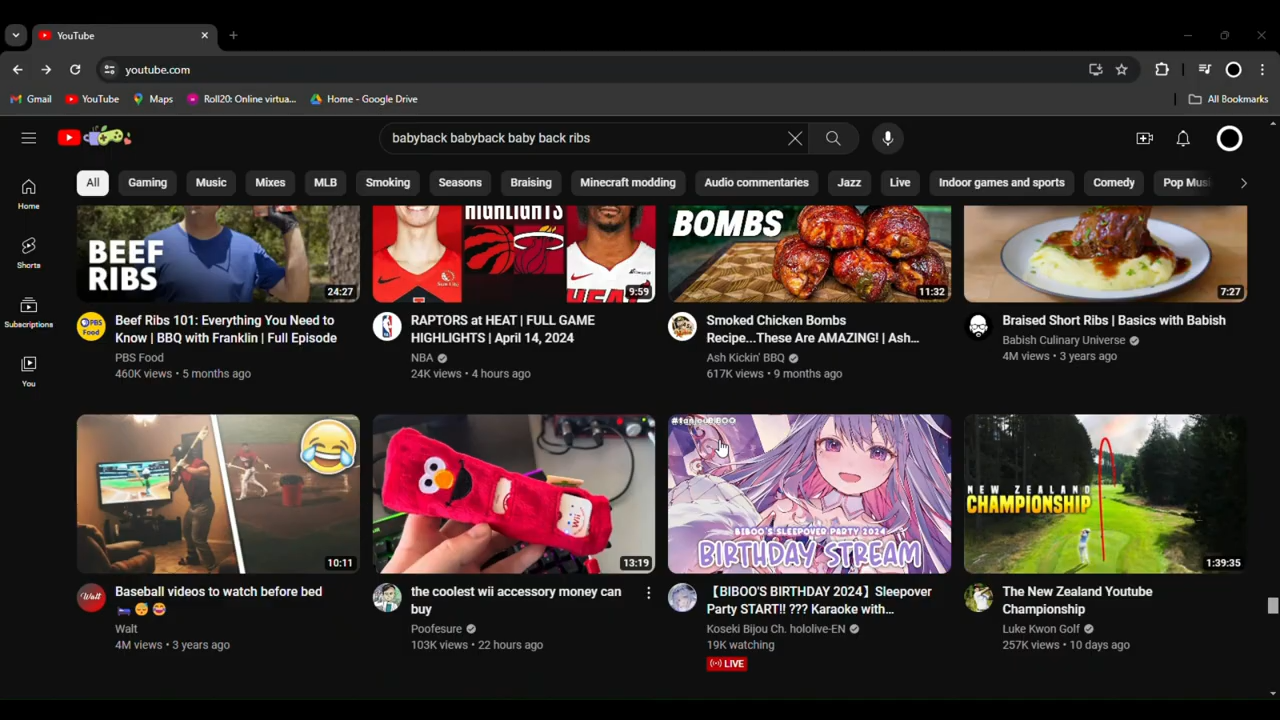 YouTube
youtube.com
Gmail
YouTube
Maps
Roll20: Online virtua...
Home - Google Drive
All Bookmarks
babyback babyback baby back ribs
All
Gaming
Music
Mixes
MLB
Smoking
Seasons
Braising
Minecraft modding
Audio commentaries
Jazz
Live
Indoor games and sports
Comedy
Pop Musi
Home
Shorts
Subscriptions
You
BEEF
RIBS
24:27
HIGHLIGHTS
HEAT
9:59
BOMBS
11:32
7:27
PBS
Food
Beef Ribs 101: Everything You Need to
Know | BBQ with Franklin | Full Episode
PBS Food
460K views • 5 months ago
RAPTORS at HEAT | FULL GAME
HIGHLIGHTS | April 14, 2024
NBA
24K views • 4 hours ago
Smoked Chicken Bombs
Recipe...These Are AMAZING! | Ash...
Ash Kickin' BBQ
617K views • 9 months ago
Braised Short Ribs | Basics with Babish
Babish Culinary Universe
4M views • 3 years ago
10:11
Wii
13:19
BIBOO'S SLEEPOVER PARTY 2024
BIRTHDAY STREAM
NEW ZEALAND
CHAMPIONSHIP
1:39:35
Walt
Baseball videos to watch before bed
🛏️ 😴 😅
Walt
4M views • 3 years ago
the coolest wii accessory money can
buy
Poofesure
103K views • 22 hours ago
【BIBOO'S BIRTHDAY 2024】Sleepover
Party START!! ??? Karaoke with...
Koseki Bijou Ch. hololive-EN
19K watching
LIVE
The New Zealand Youtube
Championship
Luke Kwon Golf
257K views • 10 days ago